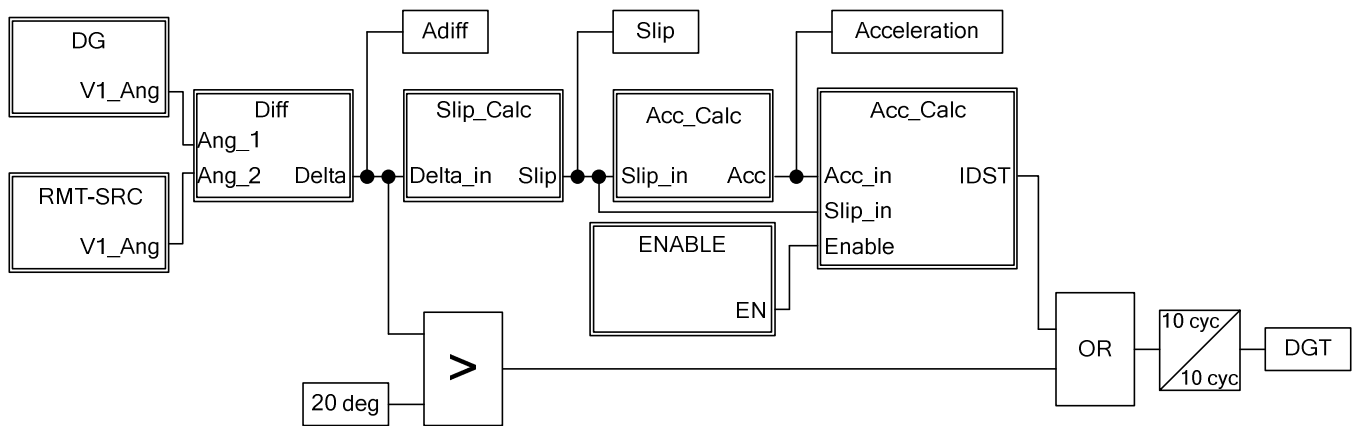 Adiff
Slip
Acceleration
DG
V1_Ang
Diff
Ang_1
Ang_2
Delta
Slip_Calc
Delta_in
Slip
Acc_Calc
Slip_in
Acc
Acc_Calc
Acc_in
IDST
Slip_in
Enable
RMT-SRC
V1_Ang
ENABLE
EN
>
20 deg
OR
10 cyc
10 cyc
DGT